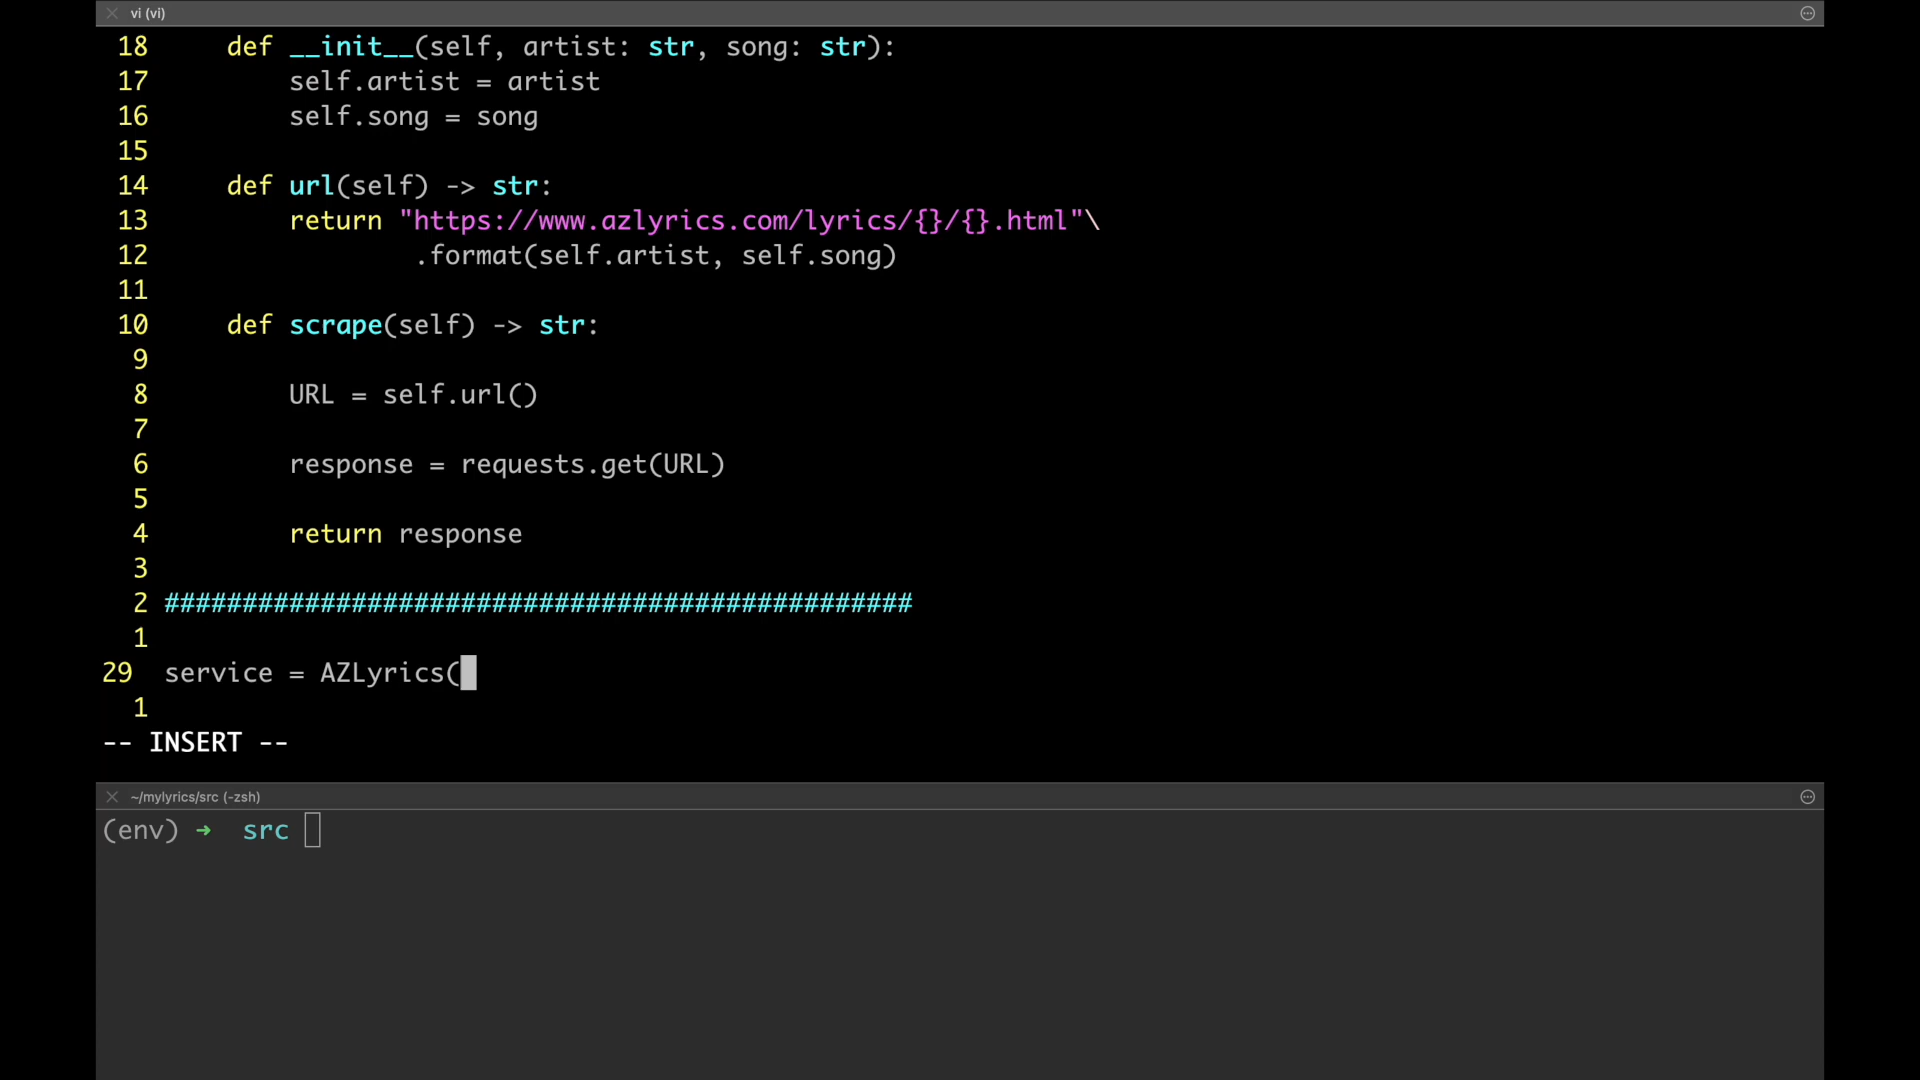 vi (vi)
18     def __init__(self, artist: str, song: str):
17         self.artist = artist
16         self.song = song
15
14     def url(self) -> str:
13         return "https://www.azlyrics.com/lyrics/{}/{}.html"\
12                 .format(self.artist, self.song)
11
10     def scrape(self) -> str:
9
8         URL = self.url()
7
6         response = requests.get(URL)
5
4         return response
3
2 ################################################
1
29  service = AZLyrics(
1
-- INSERT --
~/mylyrics/src (-zsh)
(env) ➜  src